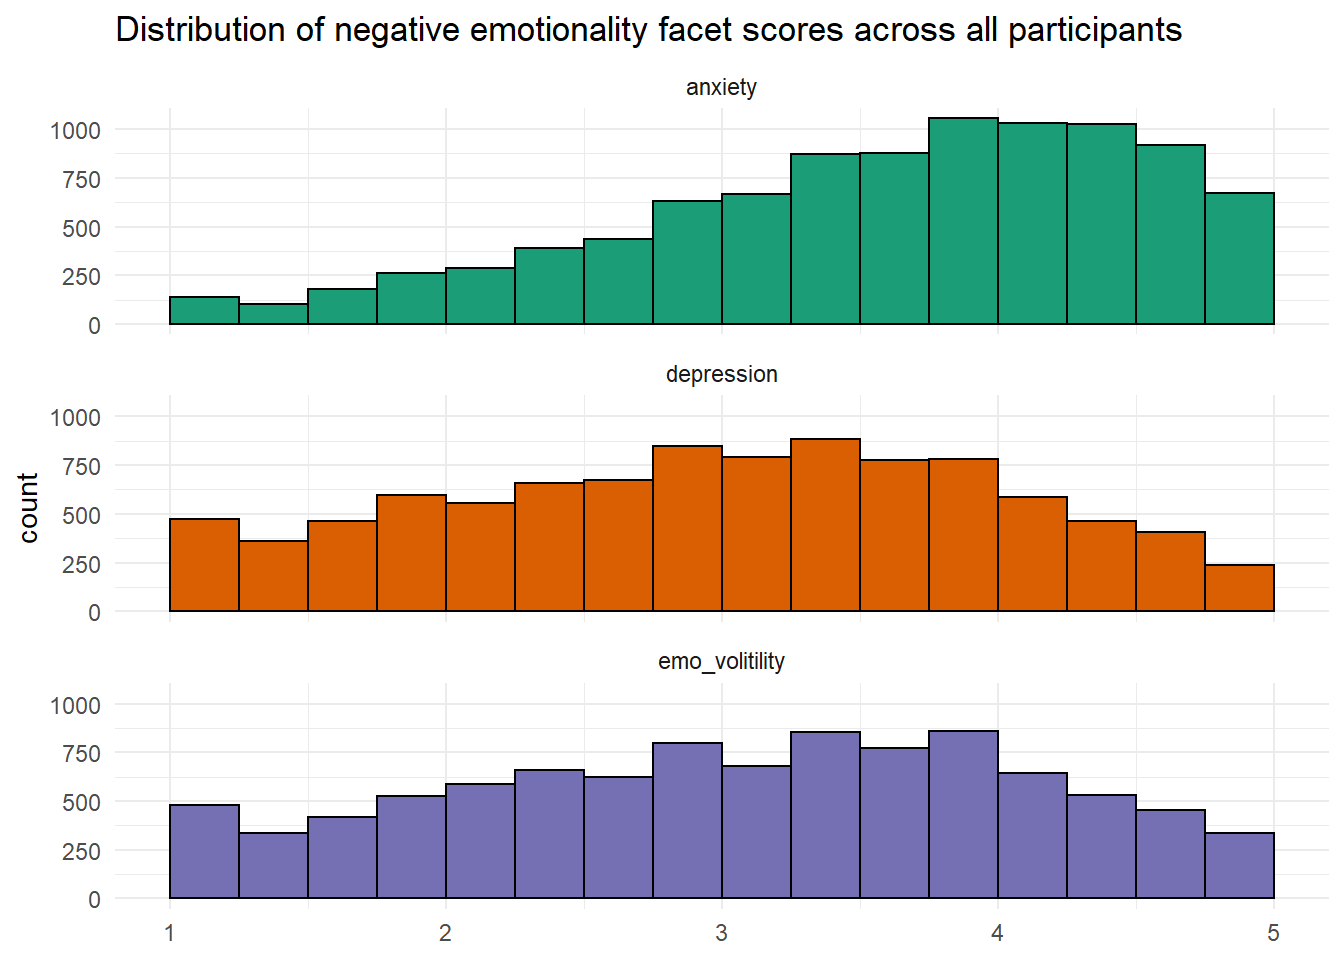 Distribution of negative emotionality facet scores across all participants
anxiety
1000
750
500
250
0
depression
1000
750
500
250
0
count
emo_volitility
1000
750
500
250
0
1 2 3 4 5